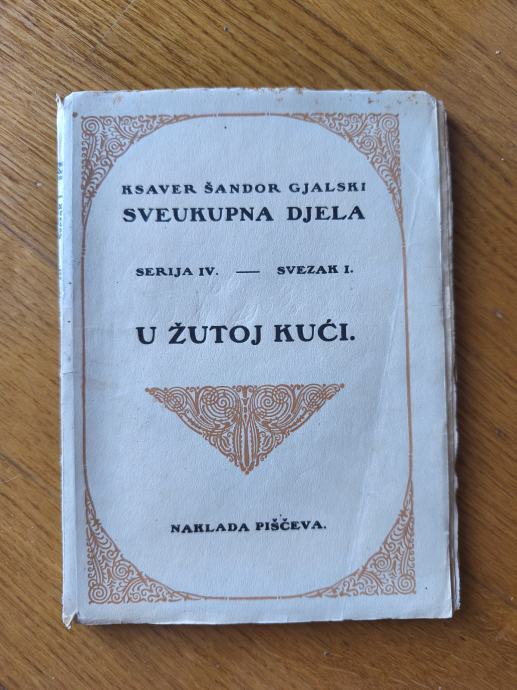 KSAVER ŠANDOR GJALSKI
SVEUKUPNA DJELA
SERIJA IV. — SVEZAK I.
U ŽUTOJ KUĆI.
NAKLADA PIŠČEVA.